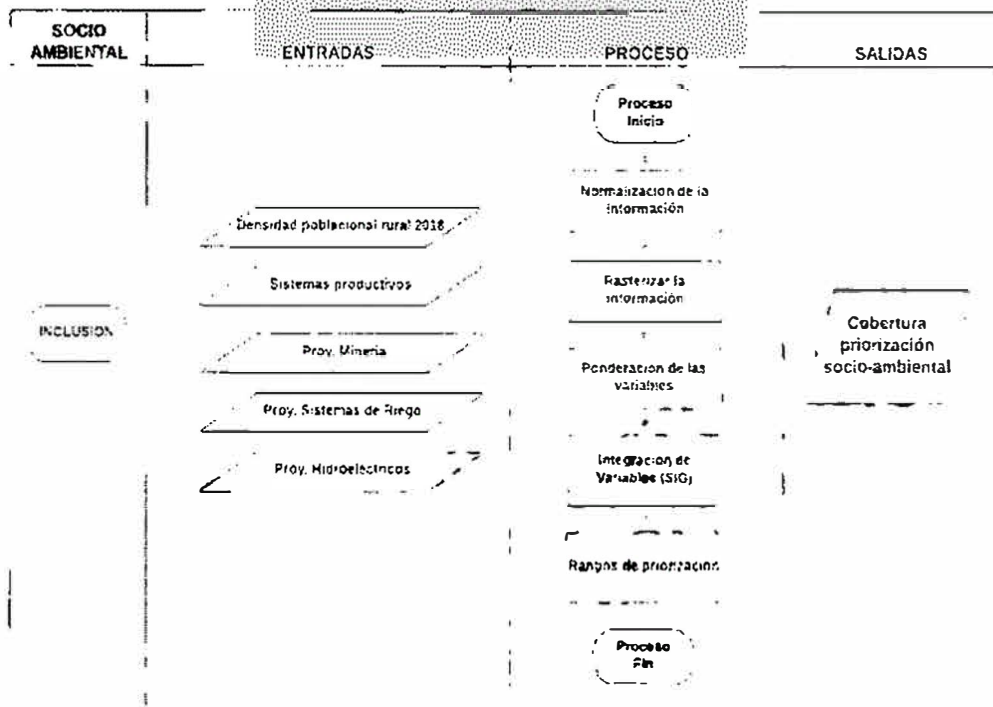 SOCIO
AMBIENTAL
ENTRADAS
PROCESO
SALIDAS
INCLUSION
Densidad poblacional rural 2018
Sistemas productivos
Proy. Mineria
Proy. Sistemas de Riego
Proy. Hidroeléctricos
Proceso
Inicio
Normalización de la
información
Rasterizar la
información
Ponderación de las
variables
Integración de
Variables (SIG)
Rangos de priorización
Proceso
Fin
Cobertura
priorización
socio-ambiental